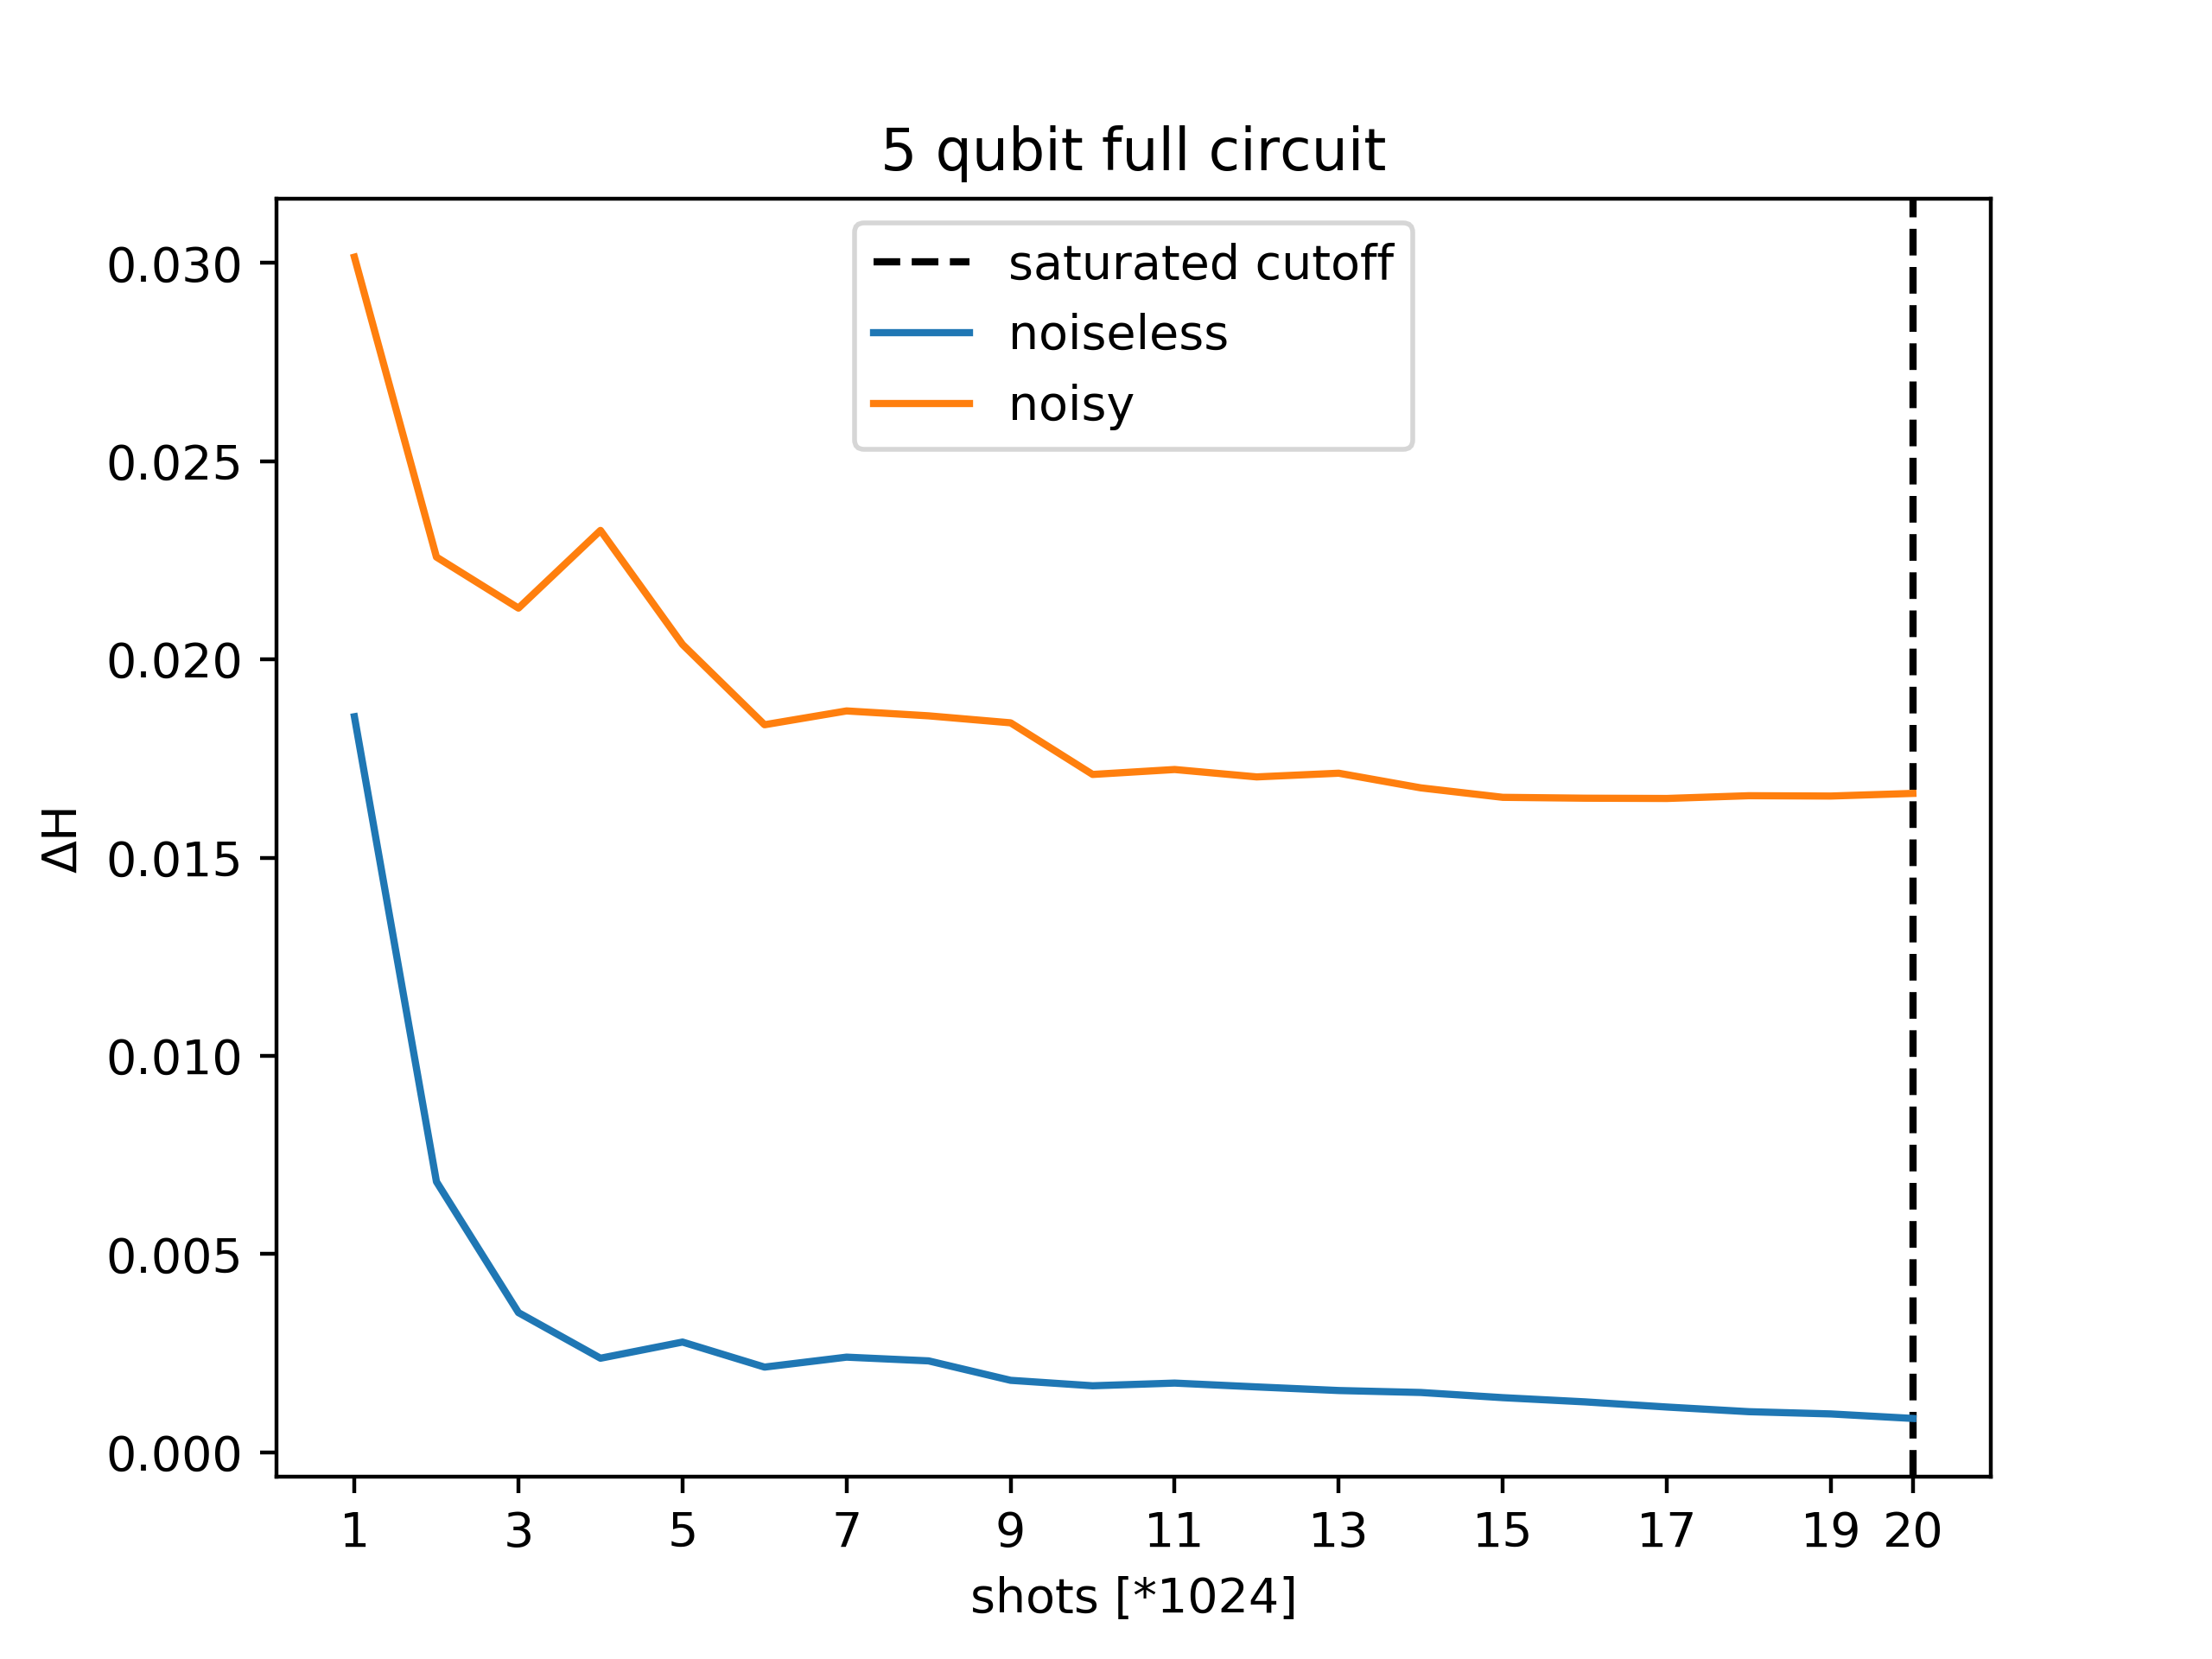 5 qubit full circuit
saturated cutoff
noiseless
noisy
0.030
0.025
0.020
0.015
0.010
0.005
0.000
ΔH
1 3 5 7 9 11 13 15 17 19 20
shots [*1024]